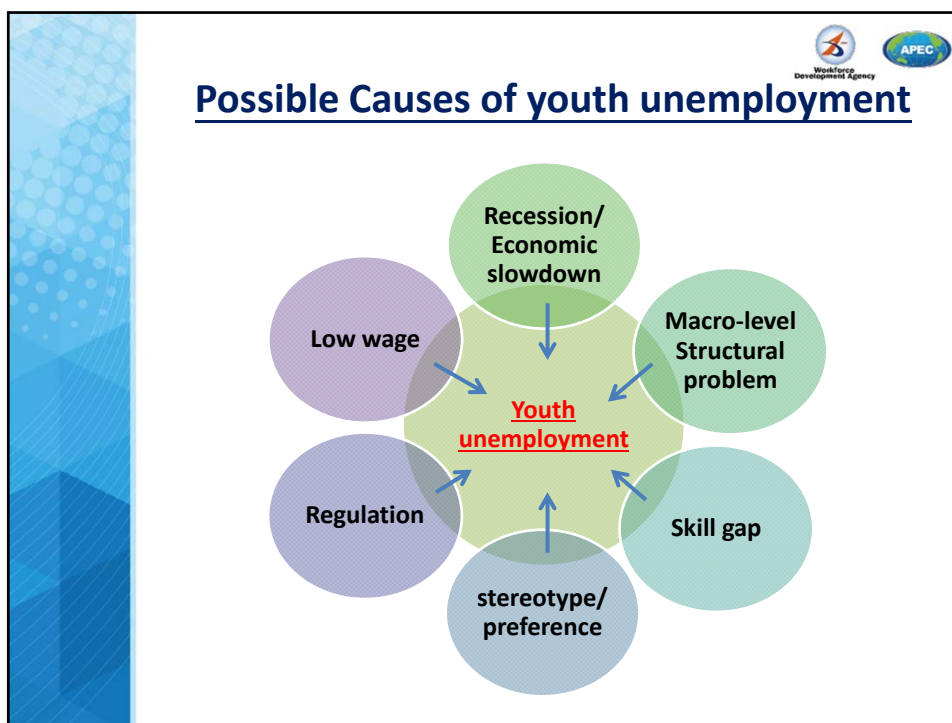 Workforce
Development Agency
APEC
Possible Causes of youth unemployment
Recession/
Economic
slowdown
Macro-level
Structural
problem
Skill gap
stereotype/
preference
Regulation
Low wage
Youth
unemployment